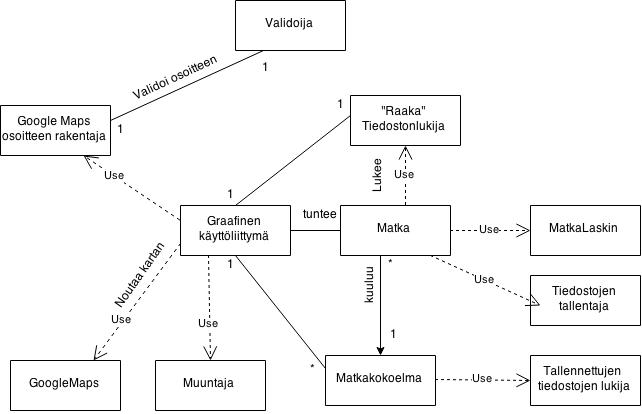 Validoija
Validoi osoitteen
1
1
Google Maps
osoitteen rakentaja
1
"Raaka"
Tiedostonlukija
Use
Lukee
Use
1
Graafinen
käyttöliittymä
tuntee
Matka
Use
MatkaLaskin
Noutaa kartan
1
*
kuuluu
Use
Tiedostojen
tallentaja
Use
Use
1
GoogleMaps
Muuntaja
*
Matkakokoelma
Use
Tallennettujen
tiedostojen lukija